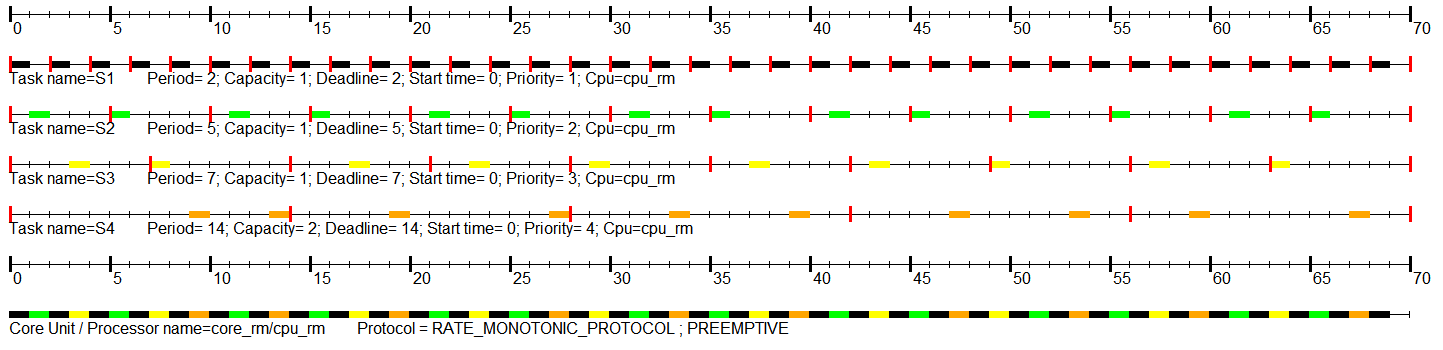 0 5 10 15 20 25 30 35 40 45 50 55 60 65 70
Task name=S1 Period= 2; Capacity= 1; Deadline= 2; Start time= 0; Priority= 1; Cpu=cpu_rm
Task name=S2 Period= 5; Capacity= 1; Deadline= 5; Start time= 0; Priority= 2; Cpu=cpu_rm
Task name=S3 Period= 7; Capacity= 1; Deadline= 7; Start time= 0; Priority= 3; Cpu=cpu_rm
Task name=S4 Period= 14; Capacity= 2; Deadline= 14; Start time= 0; Priority= 4; Cpu=cpu_rm
0 5 10 15 20 25 30 35 40 45 50 55 60 65 70
Core Unit / Processor name=core_rm/cpu_rm Protocol = RATE_MONOTONIC_PROTOCOL ; PREEMPTIVE